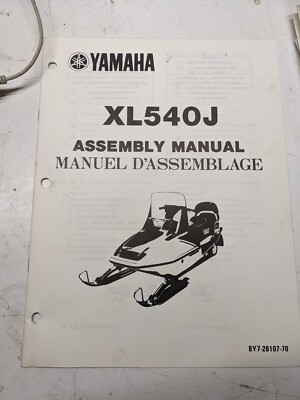 YAMAHA
XL540J
ASSEMBLY MANUAL
MANUEL D'ASSEMBLAGE
8Y7-28107-70